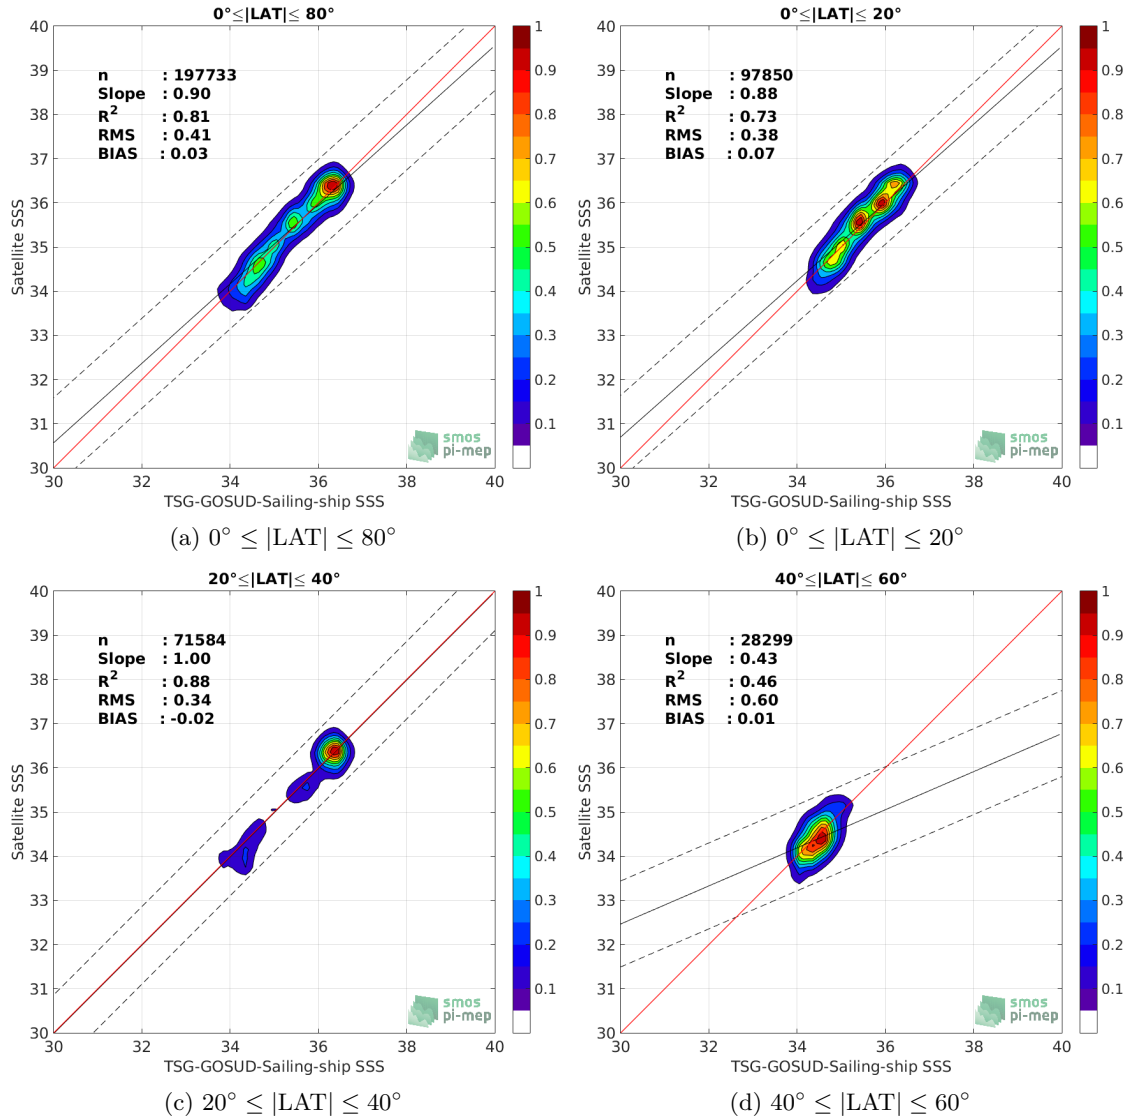 0°≤|LAT|≤ 80°
n : 197733
Slope : 0.90
R² : 0.81
RMS : 0.41
BIAS : 0.03
Satellite SSS
40
39
38
37
36
35
34
33
32
31
30
30 32 34 36 38 40
TSG-GOSUD-Sailing-ship SSS
1
0.9
0.8
0.7
0.6
0.5
0.4
0.3
0.2
0.1
smos
pi-mep
(a) 0° ≤ |LAT| ≤ 80°
0°≤|LAT|≤ 20°
n : 97850
Slope : 0.88
R² : 0.73
RMS : 0.38
BIAS : 0.07
Satellite SSS
40
39
38
37
36
35
34
33
32
31
30
30 32 34 36 38 40
TSG-GOSUD-Sailing-ship SSS
1
0.9
0.8
0.7
0.6
0.5
0.4
0.3
0.2
0.1
smos
pi-mep
(b) 0° ≤ |LAT| ≤ 20°
20°≤|LAT|≤ 40°
n : 71584
Slope : 1.00
R² : 0.88
RMS : 0.34
BIAS : -0.02
Satellite SSS
40
39
38
37
36
35
34
33
32
31
30
30 32 34 36 38 40
TSG-GOSUD-Sailing-ship SSS
1
0.9
0.8
0.7
0.6
0.5
0.4
0.3
0.2
0.1
smos
pi-mep
(c) 20° ≤ |LAT| ≤ 40°
40°≤|LAT|≤ 60°
n : 28299
Slope : 0.43
R² : 0.46
RMS : 0.60
BIAS : 0.01
Satellite SSS
40
39
38
37
36
35
34
33
32
31
30
30 32 34 36 38 40
TSG-GOSUD-Sailing-ship SSS
1
0.9
0.8
0.7
0.6
0.5
0.4
0.3
0.2
0.1
smos
pi-mep
(d) 40° ≤ |LAT| ≤ 60°